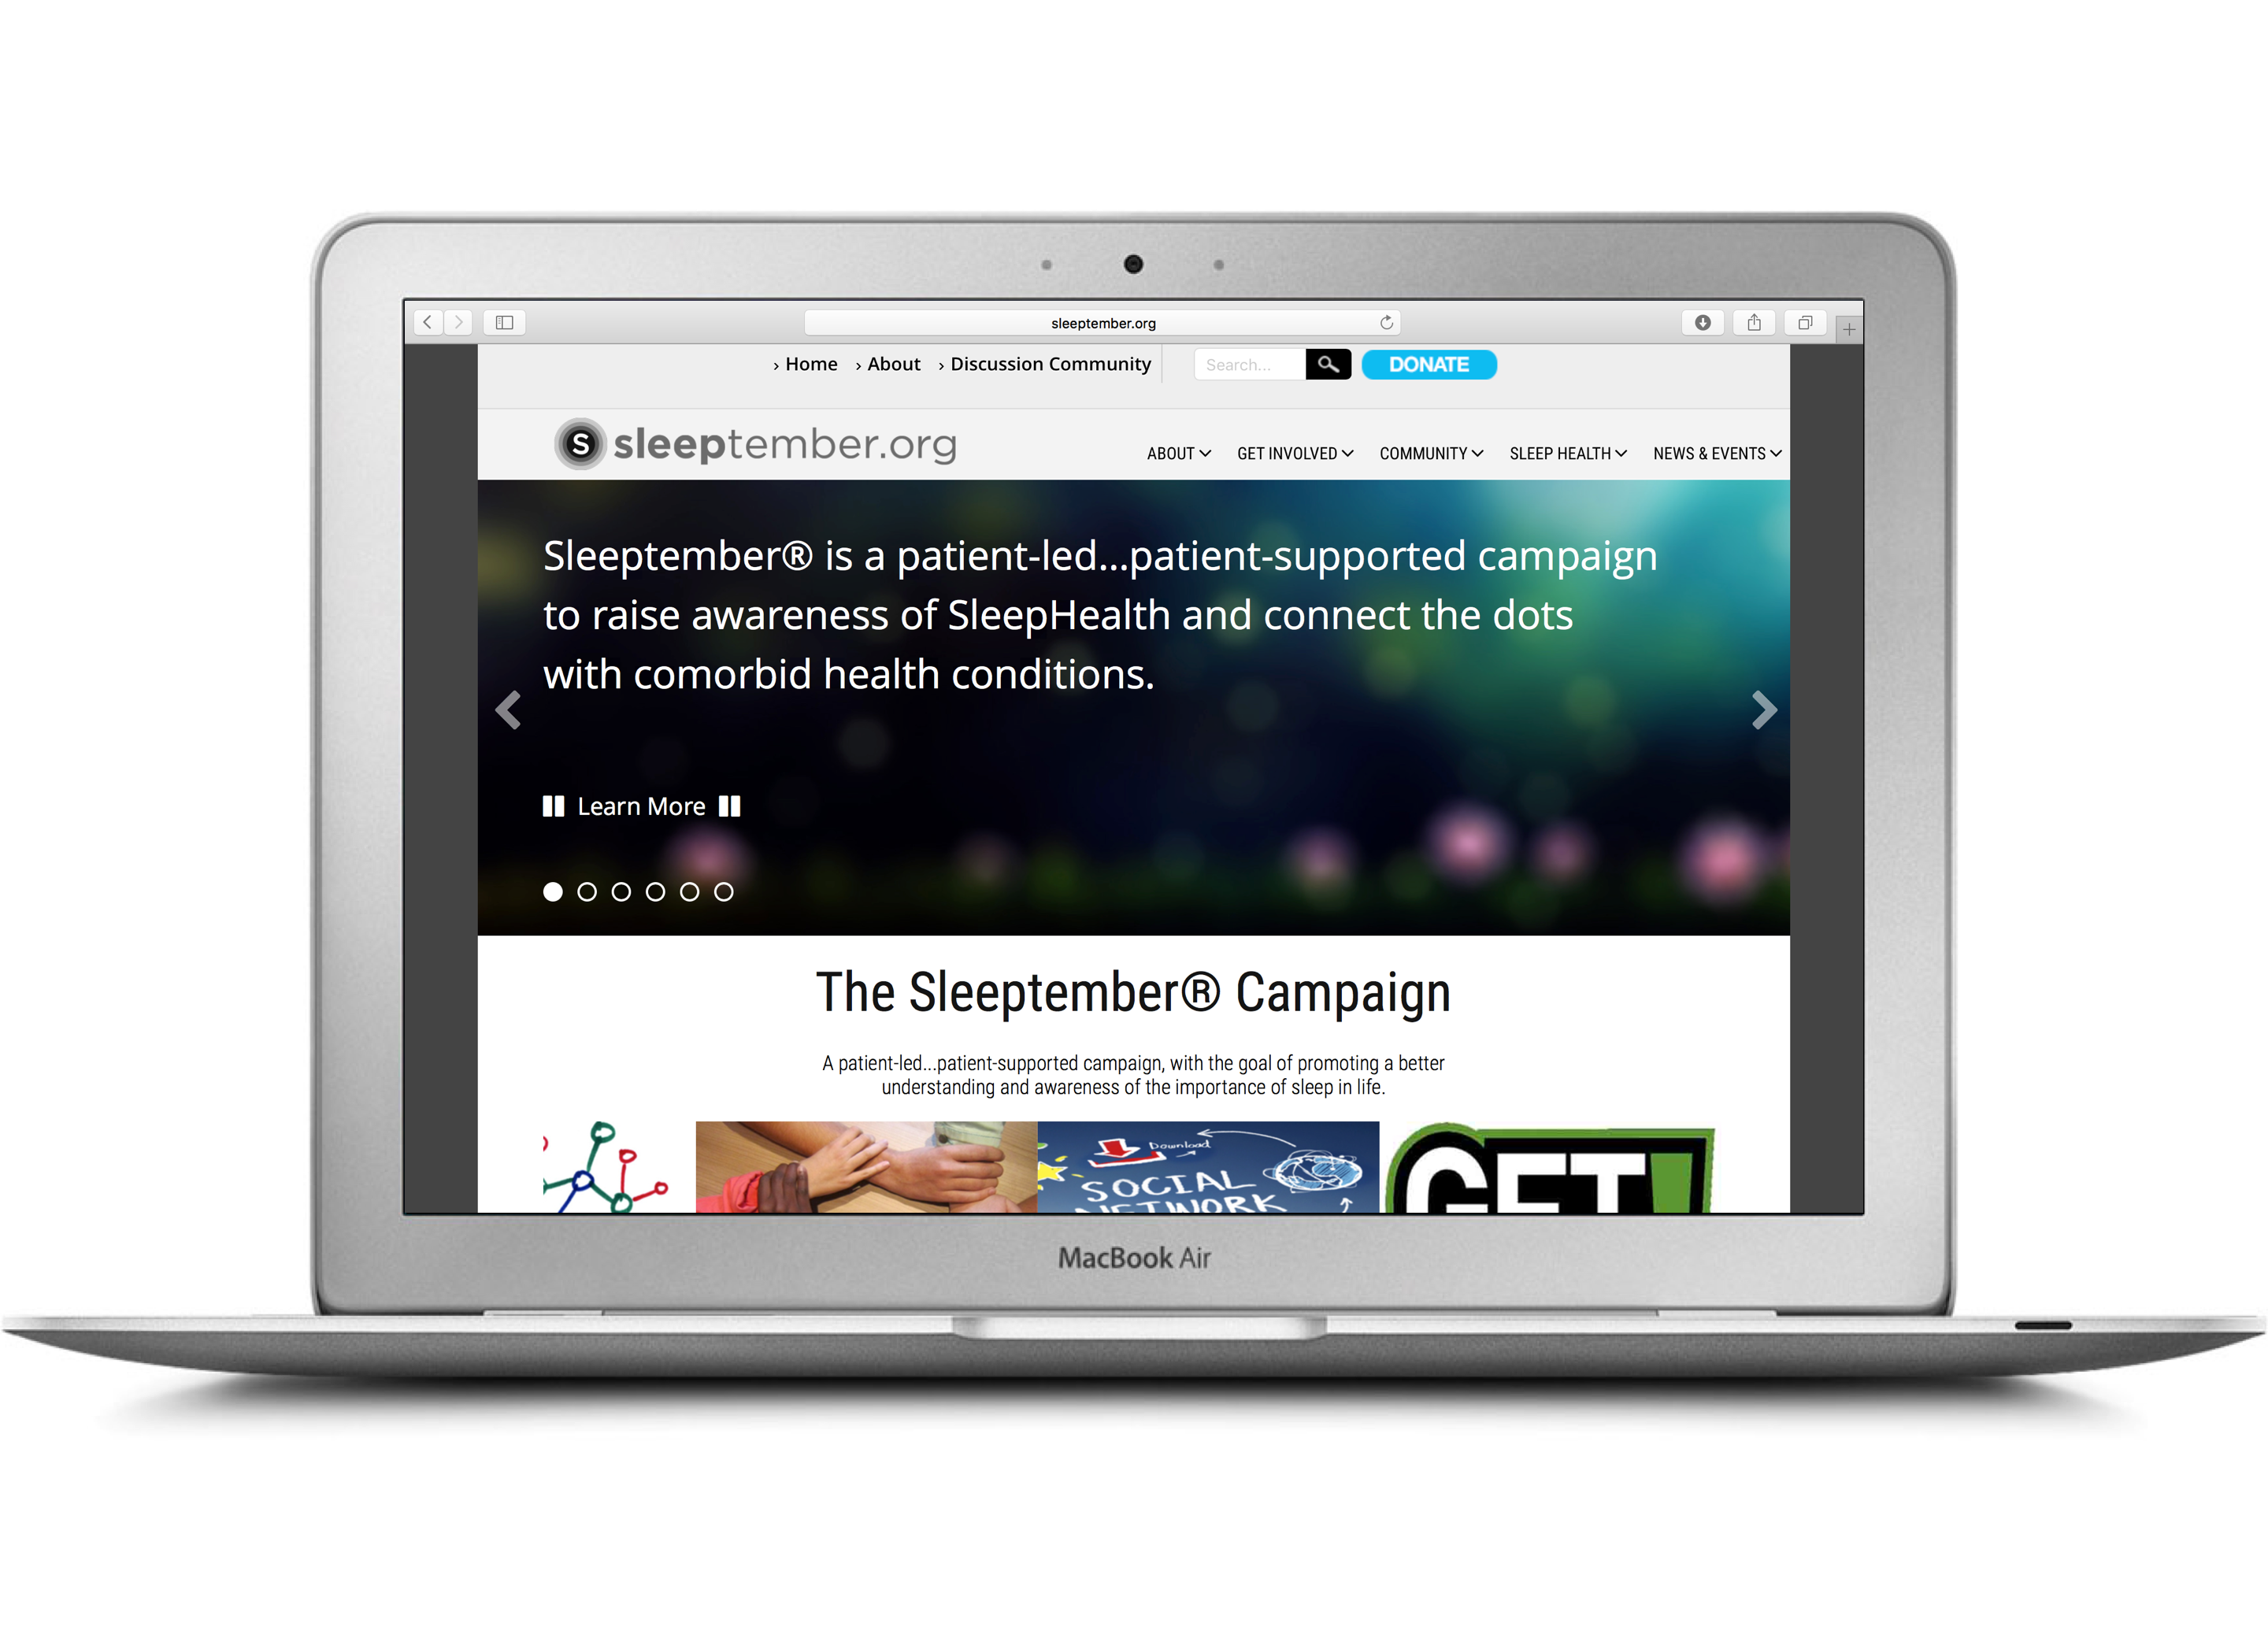 sleeptember.org
› Home › About › Discussion Community Search... DONATE
S sleeptember.org
ABOUT GET INVOLVED COMMUNITY SLEEP HEALTH NEWS & EVENTS
Sleeptember® is a patient-led...patient-supported campaign
to raise awareness of SleepHealth and connect the dots
with comorbid health conditions.
Learn More
The Sleeptember® Campaign
A patient-led...patient-supported campaign, with the goal of promoting a better
understanding and awareness of the importance of sleep in life.
Download
SOCIAL
NETWORK
GET
MacBook Air